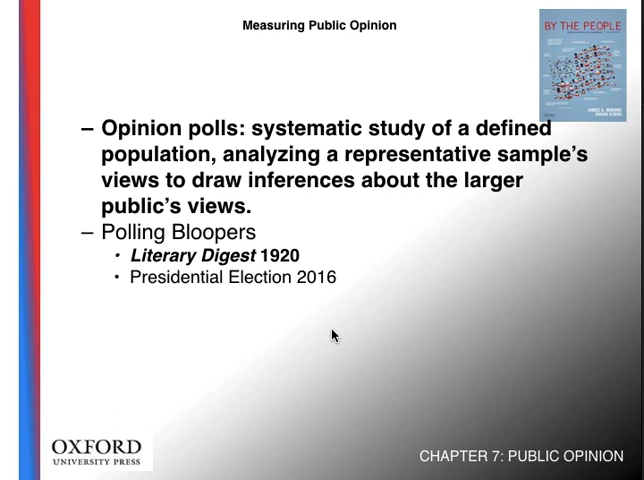 Measuring Public Opinion
BY THE PEOPLE
– Opinion polls: systematic study of a defined
population, analyzing a representative sample’s
views to draw inferences about the larger
public’s views.
– Polling Bloopers
• Literary Digest 1920
• Presidential Election 2016
OXFORD
UNIVERSITY PRESS
CHAPTER 7: PUBLIC OPINION